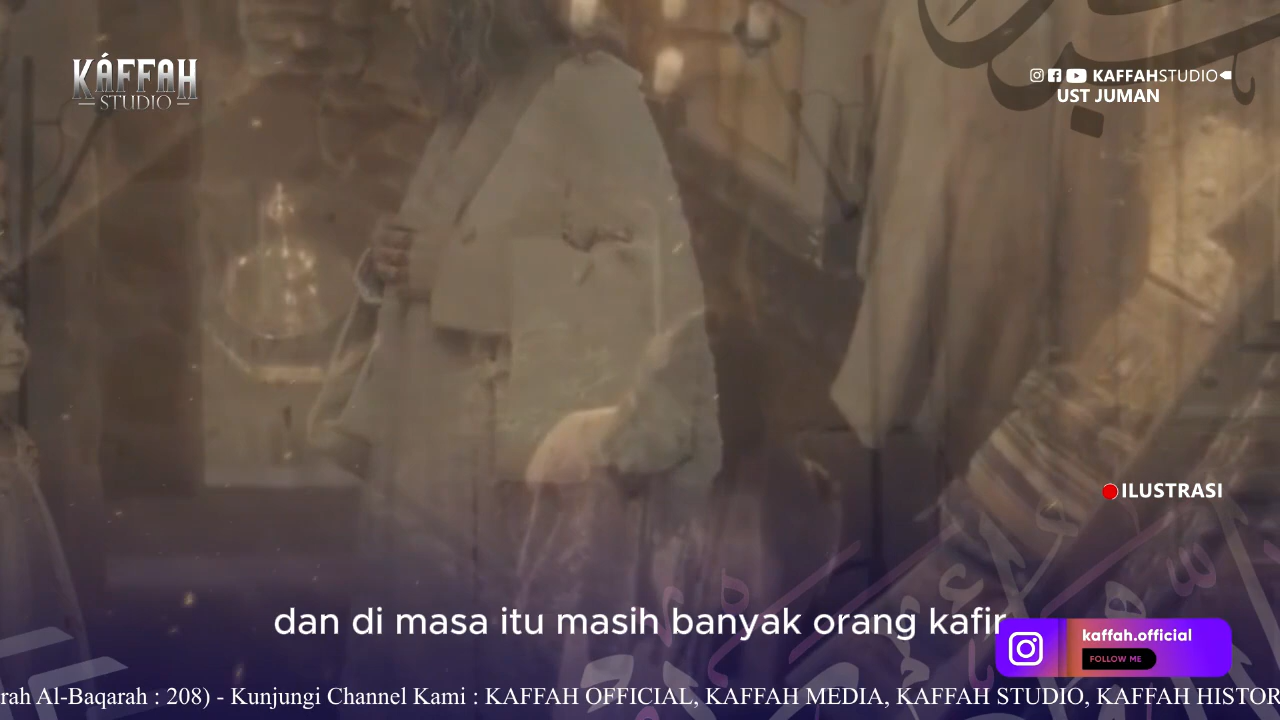 KÁFFAH
STUDIO
KAFFAHSTUDIO
UST JUMAN
ILUSTRASI
dan di masa itu masih banyak orang kafir
kaffah.official
FOLLOW ME
rah Al-Baqarah : 208) - Kunjungi Channel Kami : KAFFAH OFFICIAL, KAFFAH MEDIA, KAFFAH STUDIO, KAFFAH HISTOR